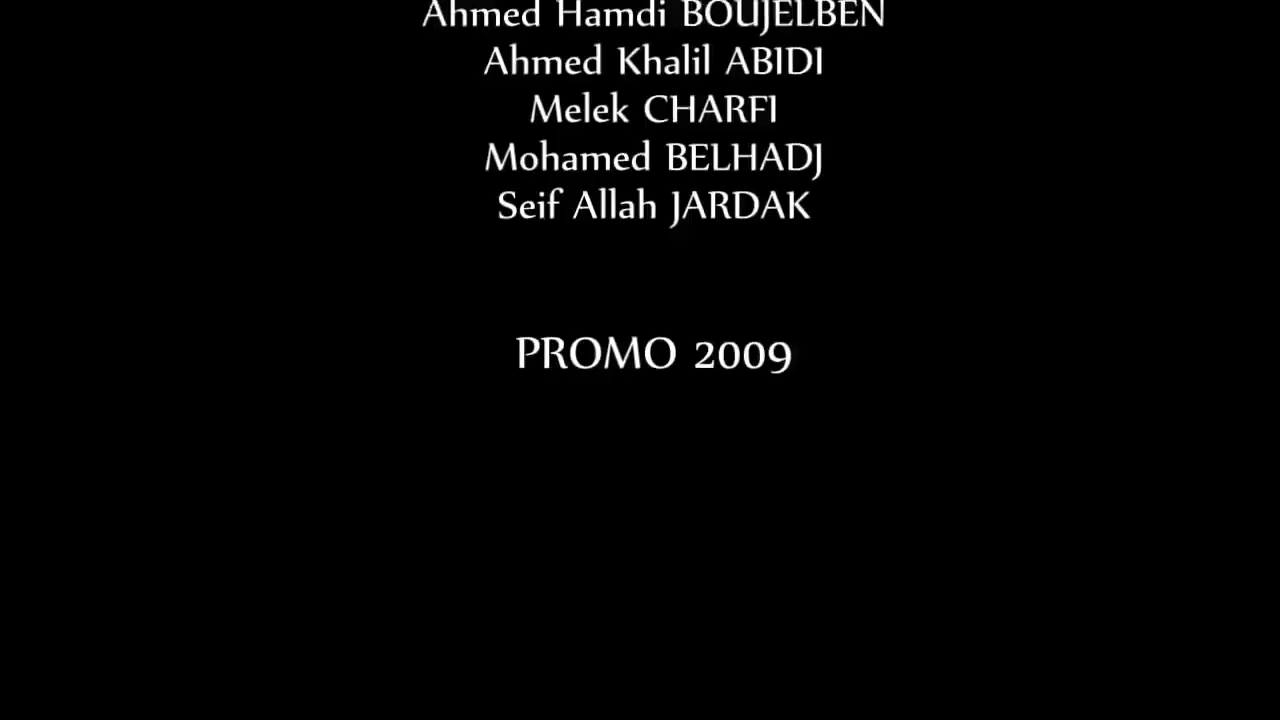 Ahmed Hamdi BOUJELBEN
Ahmed Khalil ABIDI
Melek CHARFI
Mohamed BELHADJ
Seif Allah JARDAK
PROMO 2009